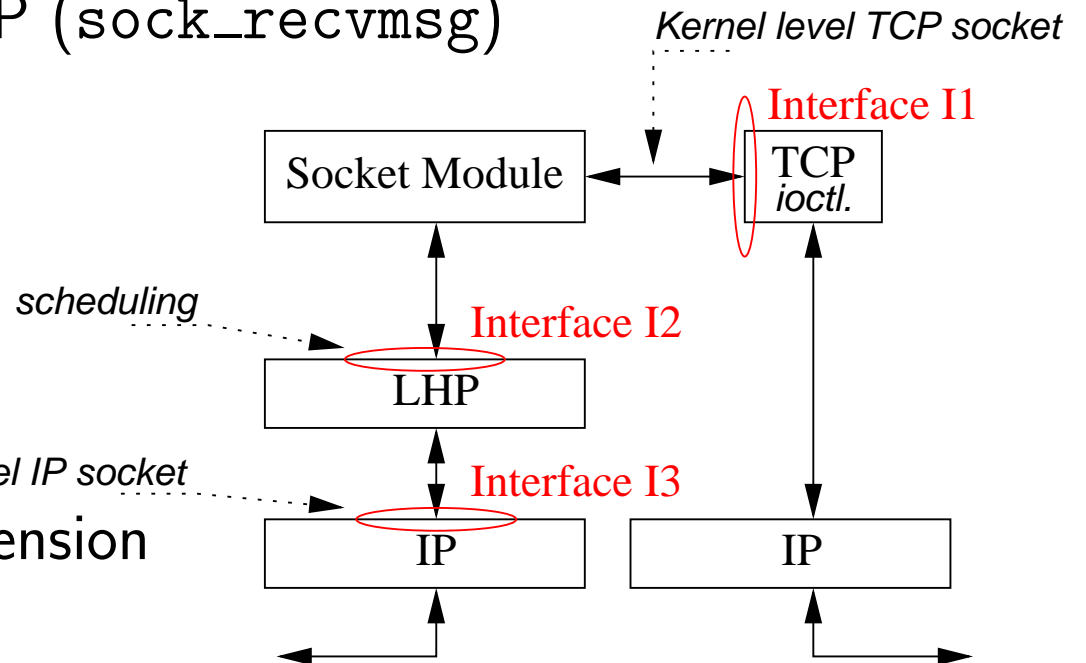 P (sock_recvmsg)
Kernel level TCP socket
Interface I1
Socket Module
TCP
ioctl.
scheduling
Interface I2
LHP
el IP socket
Interface I3
ension
IP
IP